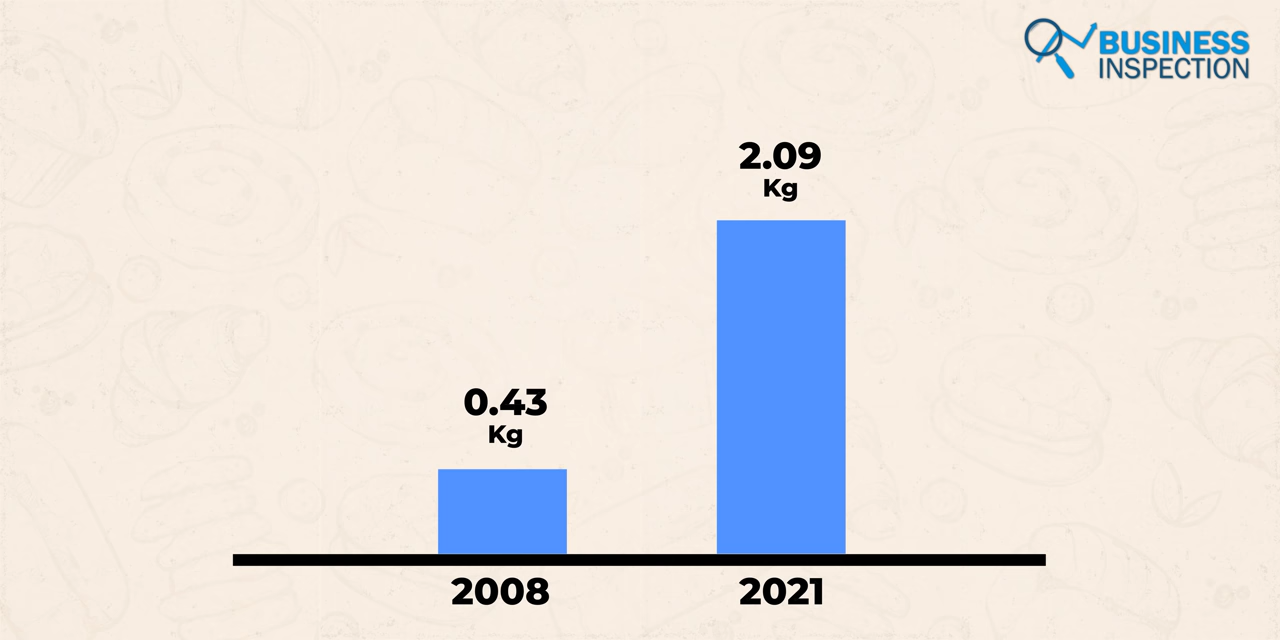 BUSINESS
INSPECTION
2.09
Kg
0.43
Kg
2008
2021